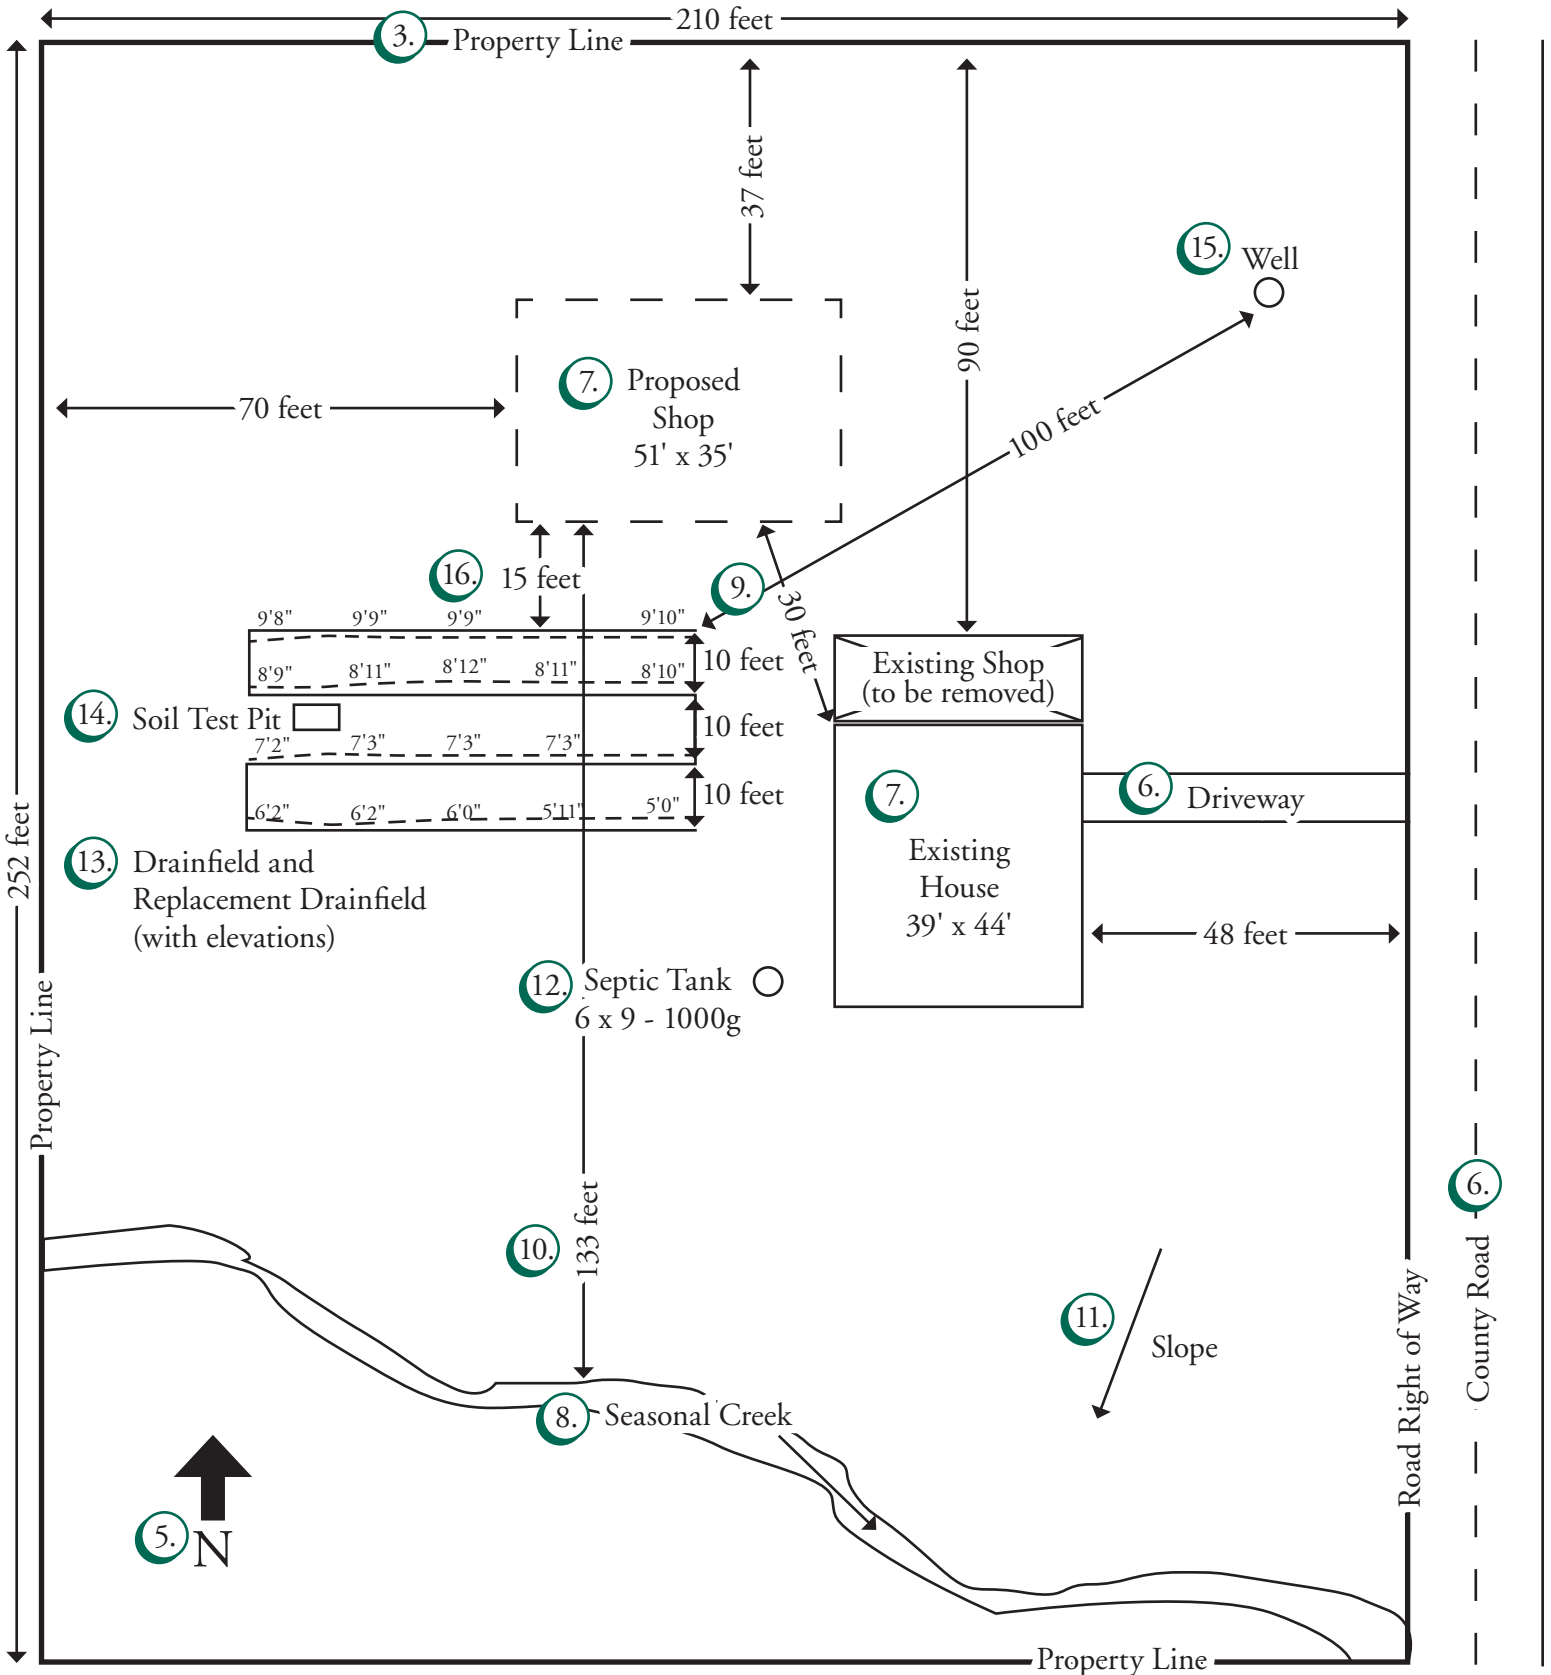 210 feet
3. Property Line
37 feet
90 feet
15. Well
7. Proposed
Shop
51' x 35'
70 feet
100 feet
16. 15 feet
9.
30 feet
9'8" 9'9" 9'9" 9'10"
10 feet
8'9" 8'11" 8'12" 8'11" 8'10"
Existing Shop
(to be removed)
14. Soil Test Pit
10 feet
7'2" 7'3" 7'3" 7'3"
10 feet
6'2" 6'2" 6'0" 5'11" 5'0"
7.
Existing
House
39' x 44'
6. Driveway
252 feet
13. Drainfield and
Replacement Drainfield
(with elevations)
48 feet
12. Septic Tank
6 x 9 - 1000g
Property Line
10. 133 feet
6.
County Road
Road Right of Way
11. Slope
8. Seasonal Creek
5. N
Property Line